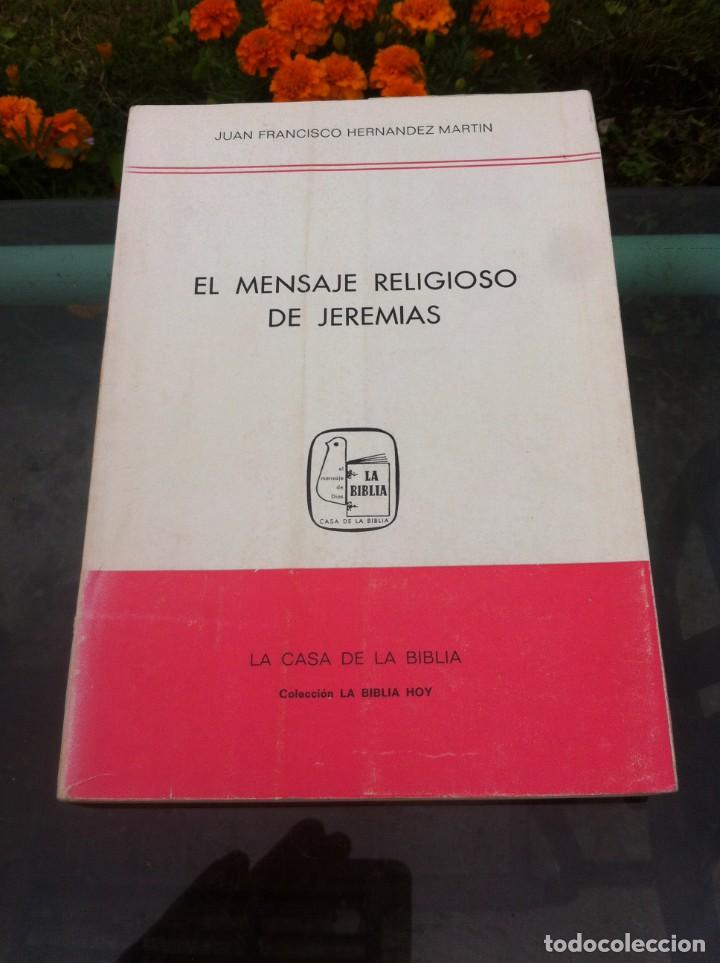 JUAN FRANCISCO HERNANDEZ MARTIN
EL MENSAJE RELIGIOSO
DE JEREMIAS
el
mensaje
de
Dios
LA
BIBLIA
CASA DE LA BIBLIA
LA CASA DE LA BIBLIA
Colección LA BIBLIA HOY
todocoleccion